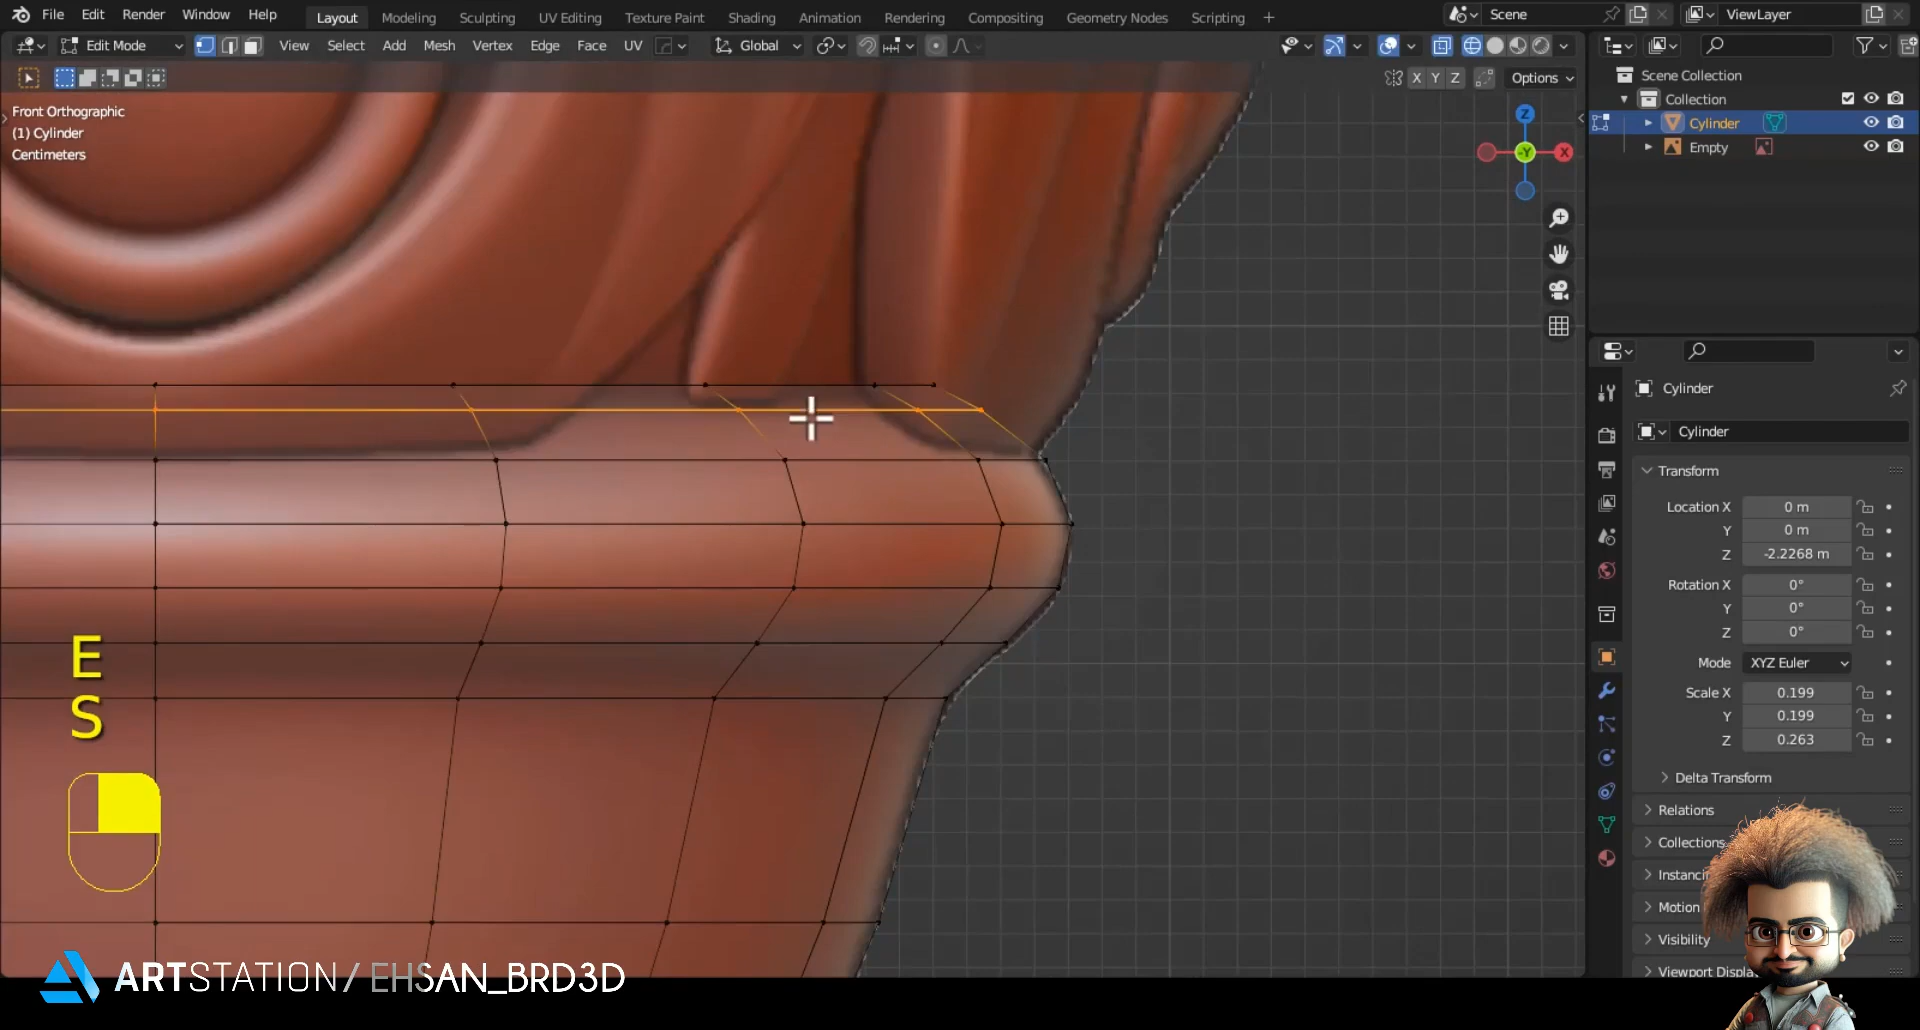 File Edit Render Window Help Layout Modeling Sculpting UV Editing Texture Paint Shading Animation Rendering Compositing Geometry Nodes Scripting + Scene ViewLayer
Edit Mode View Select Add Mesh Vertex Edge Face UV Global
X Y Z Options
Front Orthographic
(1) Cylinder
Centimeters
Z
-Y X
E
S
Scene Collection
Collection
Cylinder
Empty
Cylinder
Cylinder
Transform
Location X 0 m
Y 0 m
Z -2.2268 m
Rotation X 0°
Y 0°
Z 0°
Mode XYZ Euler
Scale X 0.199
Y 0.199
Z 0.263
Delta Transform
Relations
Collections
Instancin
Motion
Visibility
Viewport Displa
ARTSTATION/ EHSAN_BRD3D